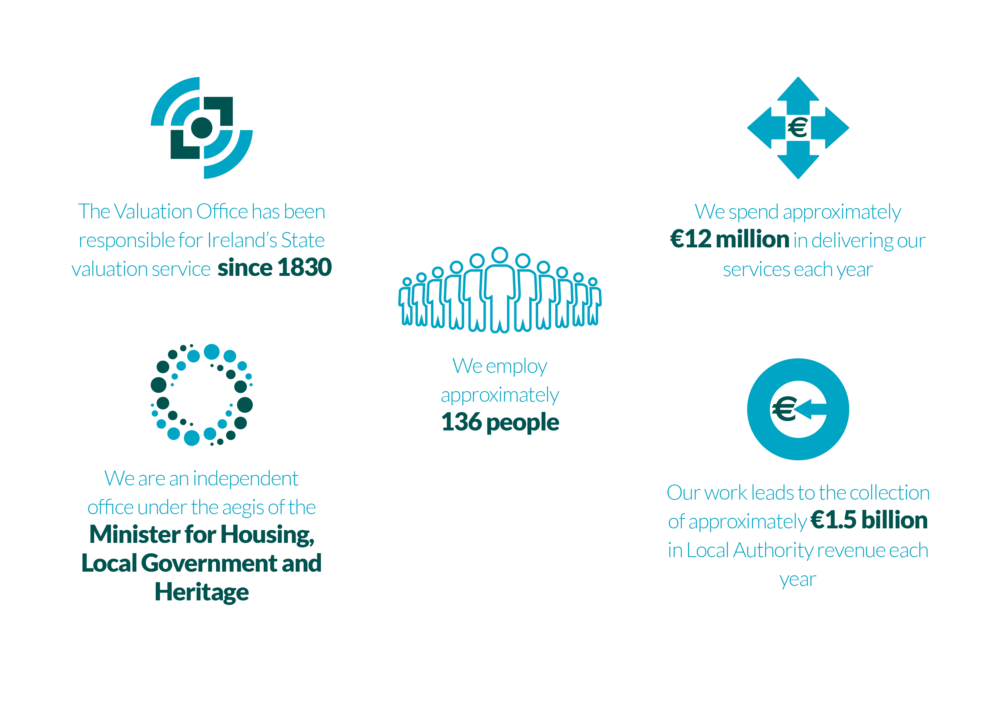 The Valuation Office has been
responsible for Ireland’s State
valuation service since 1830
€
We spend approximately
€12 million in delivering our
services each year
We employ
approximately
136 people
We are an independent
office under the aegis of the
Minister for Housing,
Local Government and
Heritage
€
Our work leads to the collection
of approximately €1.5 billion
in Local Authority revenue each
year